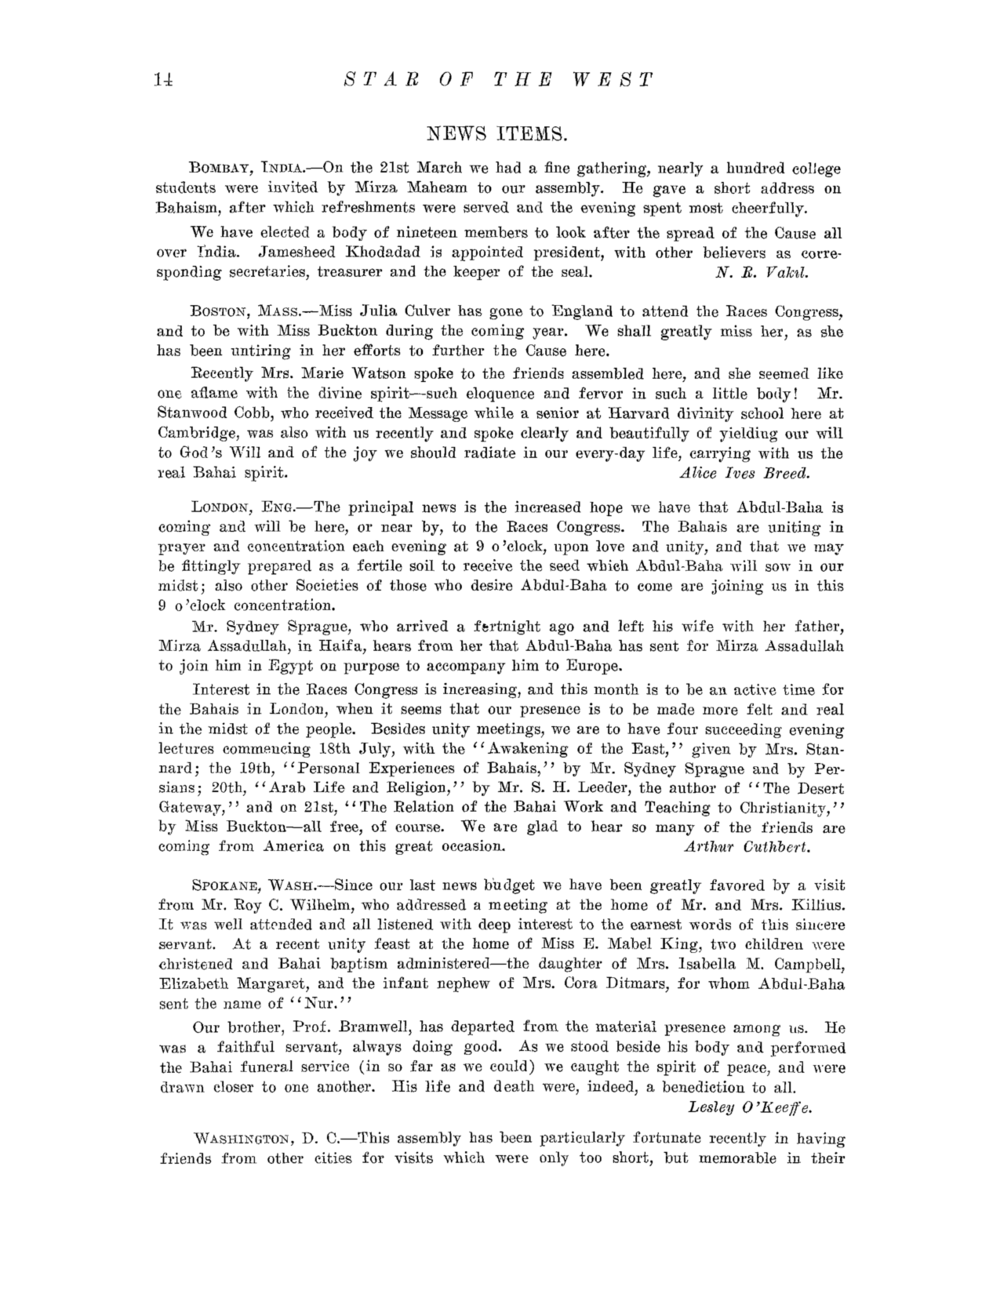 14 STAR OF THE WEST
NEWS ITEMS.
BOMBAY, INDIA.—On the 21st March we had a fine gathering, nearly a hundred college
students were invited by Mirza Maheam to our assembly. He gave a short address on
Bahaism, after which refreshments were served and the evening spent most cheerfully.
We have elected a body of nineteen members to look after the spread of the Cause all
over India. Jamesheed Khodadad is appointed president, with other believers as corre-
sponding secretaries, treasurer and the keeper of the seal. N. R. Vakil.
BOSTON, MASS.—Miss Julia Culver has gone to England to attend the Races Congress,
and to be with Miss Buckton during the coming year. We shall greatly miss her, as she
has been untiring in her efforts to further the Cause here.
Recently Mrs. Marie Watson spoke to the friends assembled here, and she seemed like
one aflame with the divine spirit—such eloquence and fervor in such a little body! Mr.
Stanwood Cobb, who received the Message while a senior at Harvard divinity school here at
Cambridge, was also with us recently and spoke clearly and beautifully of yielding our will
to God's Will and of the joy we should radiate in our every-day life, carrying with us the
real Bahai spirit. Alice Ives Breed.
LONDON, ENG.—The principal news is the increased hope we have that Abdul-Baha is
coming and will be here, or near by, to the Races Congress. The Bahais are uniting in
prayer and concentration each evening at 9 o'clock, upon love and unity, and that we may
be fittingly prepared as a fertile soil to receive the seed which Abdul-Baha will sow in our
midst; also other Societies of those who desire Abdul-Baha to come are joining us in this
9 o'clock concentration.
Mr. Sydney Sprague, who arrived a fortnight ago and left his wife with her father,
Mirza Assadullah, in Haifa, hears from her that Abdul-Baha has sent for Mirza Assadullah
to join him in Egypt on purpose to accompany him to Europe.
Interest in the Races Congress is increasing, and this month is to be an active time for
the Bahais in London, when it seems that our presence is to be made more felt and real
in the midst of the people. Besides unity meetings, we are to have four succeeding evening
lectures commencing 18th July, with the "Awakening of the East," given by Mrs. Stan-
nard; the 19th, "Personal Experiences of Bahais," by Mr. Sydney Sprague and by Per-
sians; 20th, "Arab Life and Religion," by Mr. S. H. Leeder, the author of "The Desert
Gateway," and on 21st, "The Relation of the Bahai Work and Teaching to Christianity,"
by Miss Buckton—all free, of course. We are glad to hear so many of the friends are
coming from America on this great occasion. Arthur Cuthbert.
SPOKANE, WASH.—Since our last news budget we have been greatly favored by a visit
from Mr. Roy C. Wilhelm, who addressed a meeting at the home of Mr. and Mrs. Killius.
It was well attended and all listened with deep interest to the earnest words of this sincere
servant. At a recent unity feast at the home of Miss E. Mabel King, two children were
christened and Bahai baptism administered—the daughter of Mrs. Isabella M. Campbell,
Elizabeth Margaret, and the infant nephew of Mrs. Cora Ditmars, for whom Abdul-Baha
sent the name of "Nur."
Our brother, Prof. Bramwell, has departed from the material presence among us. He
was a faithful servant, always doing good. As we stood beside his body and performed
the Bahai funeral service (in so far as we could) we caught the spirit of peace, and were
drawn closer to one another. His life and death were, indeed, a benediction to all.
Lesley O'Keeffe.
WASHINGTON, D. C.—This assembly has been particularly fortunate recently in having
friends from other cities for visits which were only too short, but memorable in their